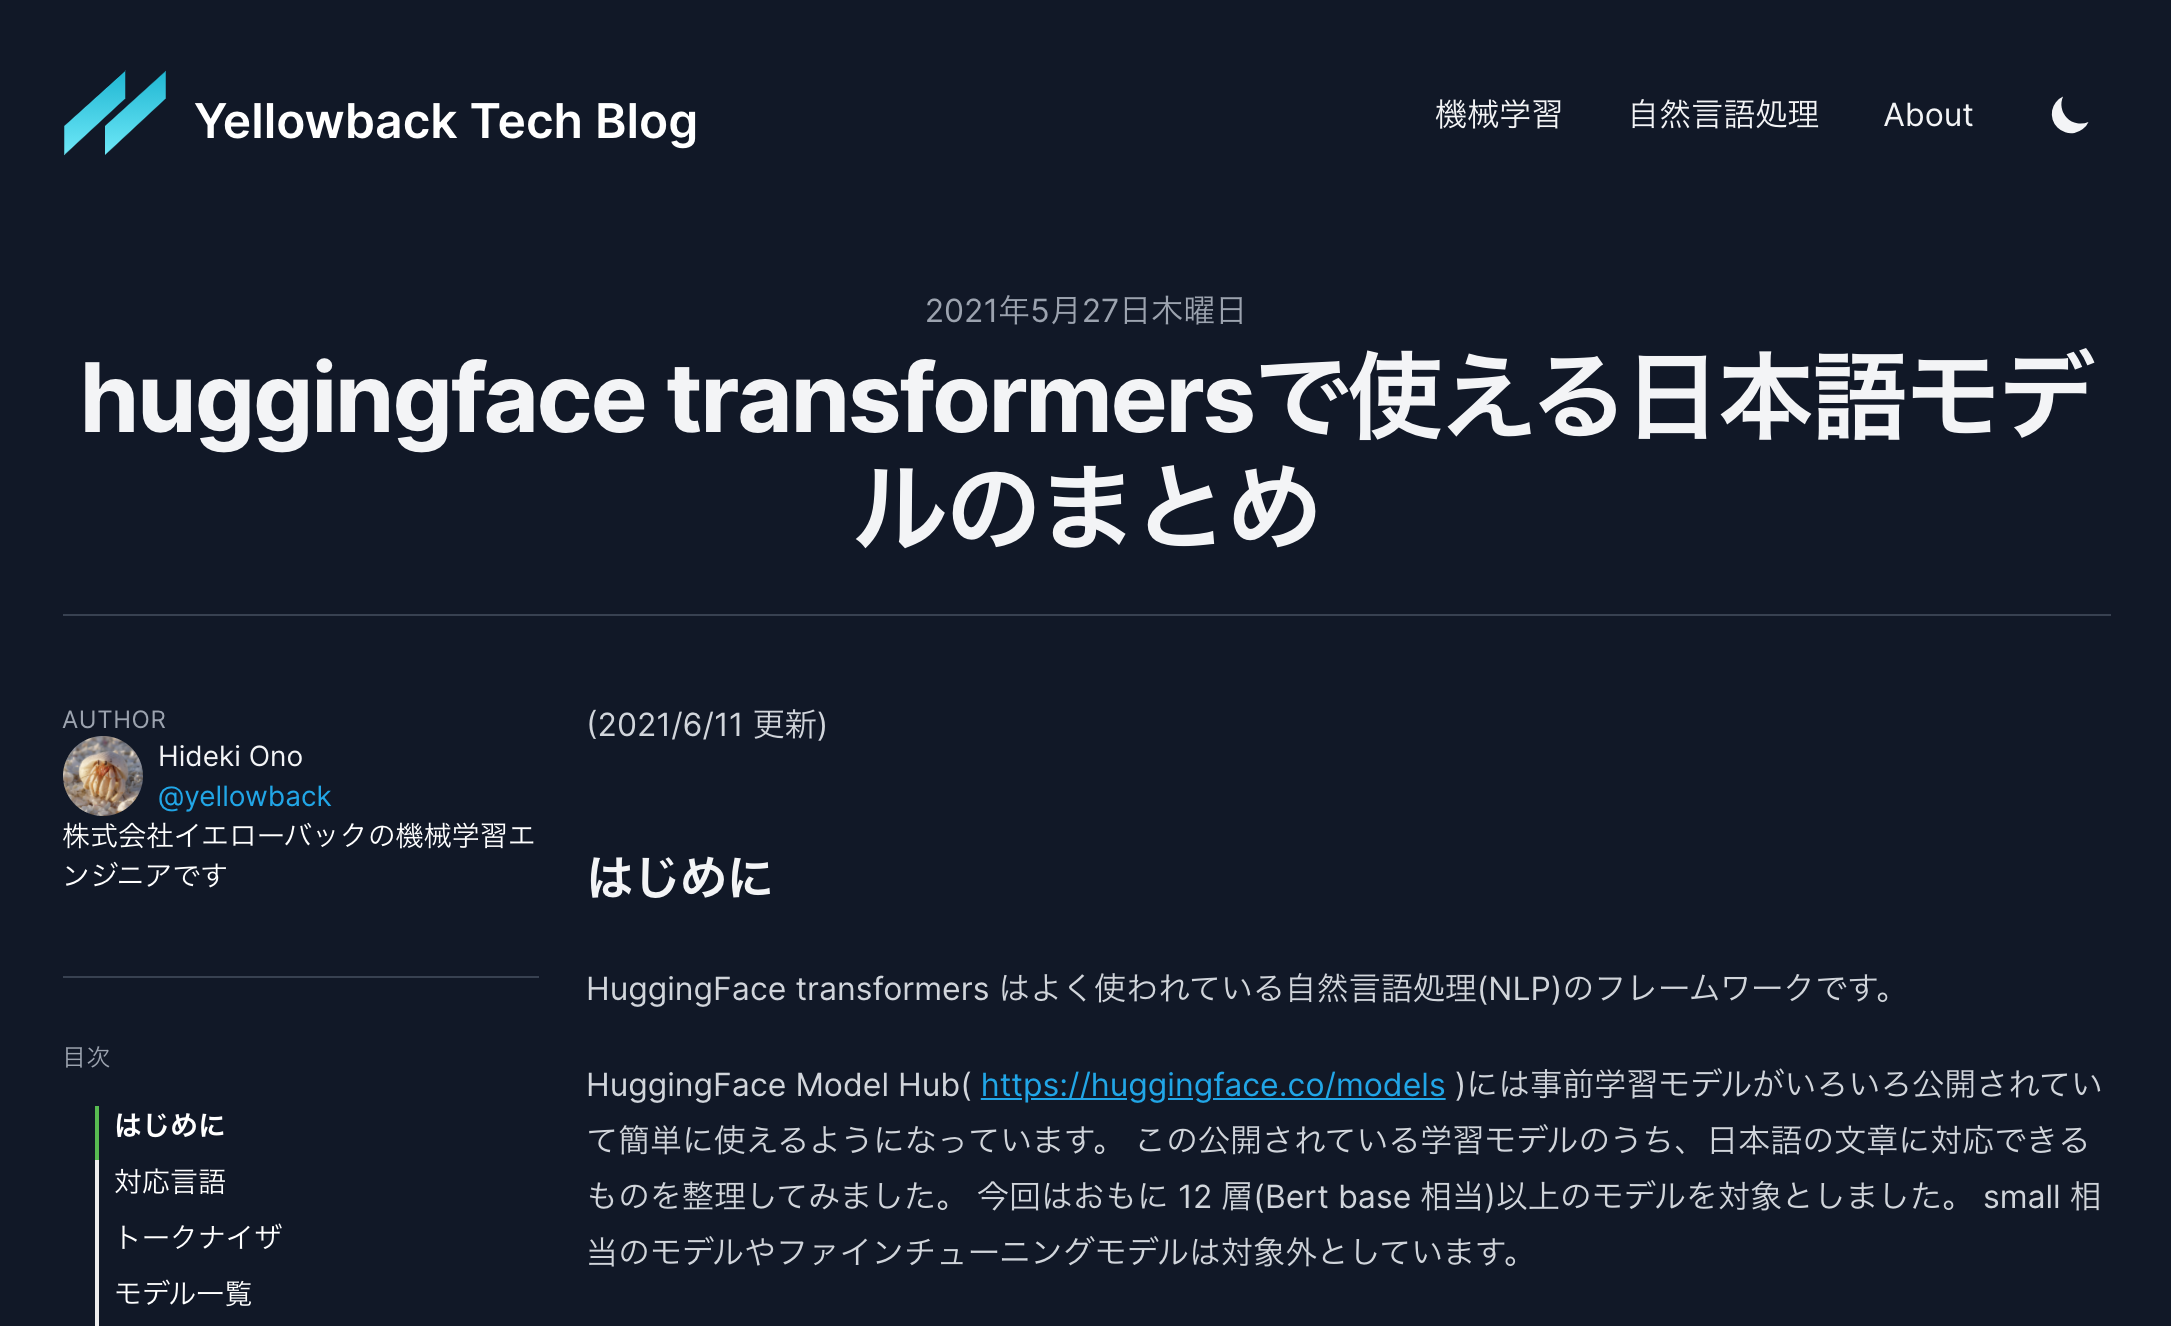 Yellowback Tech Blog
機械学習 自然言語処理 About
2021年5月27日木曜日
huggingface transformersで使える日本語モデ
ルのまとめ
AUTHOR
Hideki Ono
@yellowback
株式会社イエローバックの機械学習エ
ンジニアです
目次
はじめに
対応言語
トークナイザ
モデル一覧
(2021/6/11 更新)
はじめに
HuggingFace transformers はよく使われている自然言語処理(NLP)のフレームワークです。
HuggingFace Model Hub( https://huggingface.co/models )には事前学習モデルがいろいろ公開されてい
て簡単に使えるようになっています。 この公開されている学習モデルのうち、日本語の文章に対応できる
ものを整理してみました。 今回はおもに 12 層(Bert base 相当)以上のモデルを対象としました。 small 相
当のモデルやファインチューニングモデルは対象外としています。